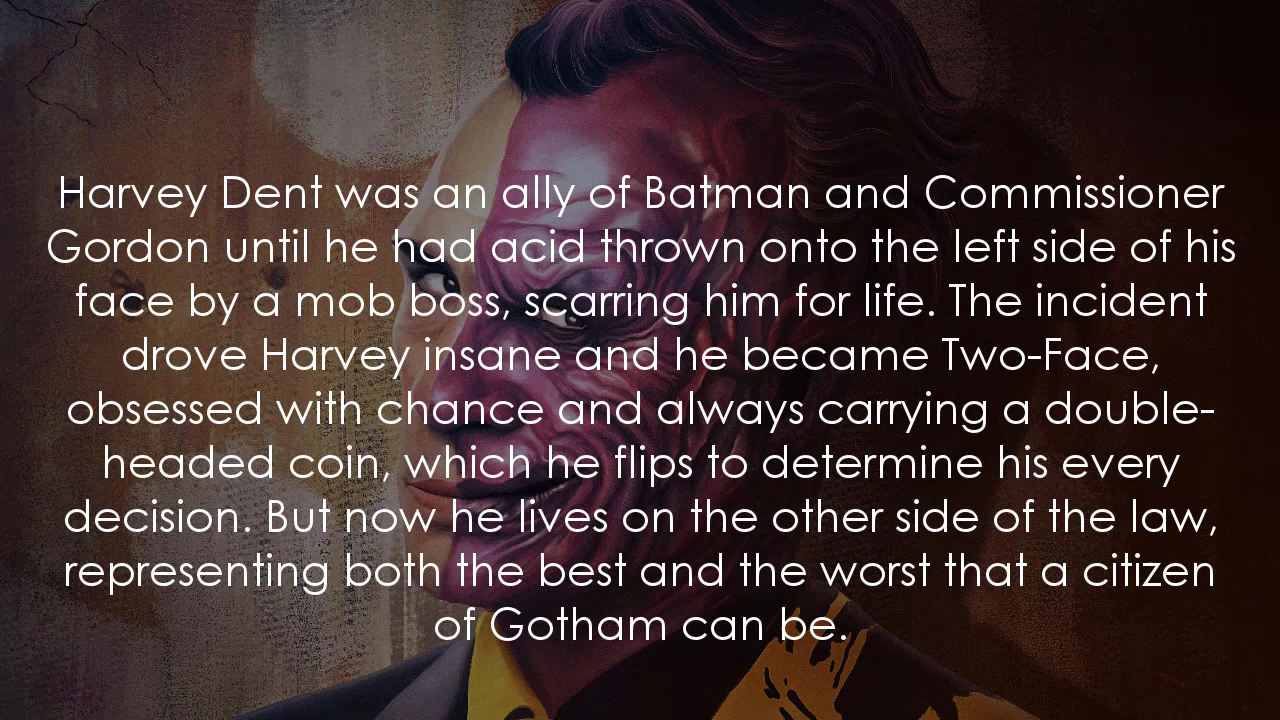 Harvey Dent was an ally of Batman and Commissioner
Gordon until he had acid thrown onto the left side of his
face by a mob boss, scarring him for life. The incident
drove Harvey insane and he became Two-Face,
obsessed with chance and always carrying a double-
headed coin, which he flips to determine his every
decision. But now he lives on the other side of the law,
representing both the best and the worst that a citizen
of Gotham can be.